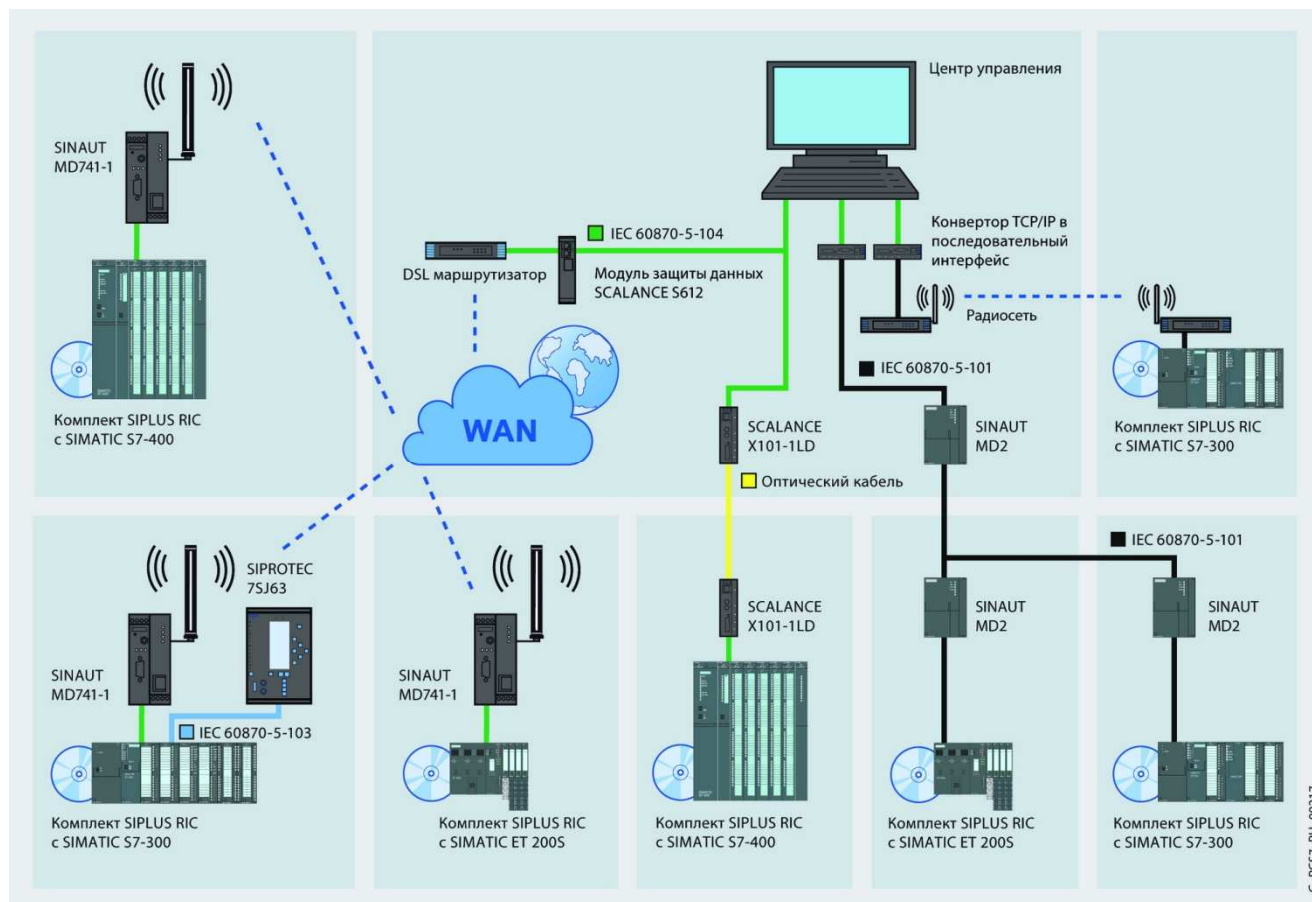 Центр управления
SINAUT
MD741-1
IEC 60870-5-104
Конвертор TCP/IP в
последовательный
интерфейс
DSL маршрутизатор
Модуль защиты данных
SCALANCE S612
Радиосеть
IEC 60870-5-101
Комплект SIPLUS RIC
с SIMATIC S7-400
WAN
SCALANCE
X101-1LD
SINAUT
MD2
Комплект SIPLUS RIC
с SIMATIC S7-300
Оптический кабель
IEC 60870-5-101
SIPROTEC
7SJ63
SINAUT
MD741-1
IEC 60870-5-103
SINAUT
MD741-1
SCALANCE
X101-1LD
SINAUT
MD2
SINAUT
MD2
Комплект SIPLUS RIC
с SIMATIC S7-300
Комплект SIPLUS RIC
с SIMATIC ET 200S
Комплект SIPLUS RIC
с SIMATIC S7-400
Комплект SIPLUS RIC
с SIMATIC ET 200S
Комплект SIPLUS RIC
с SIMATIC S7-300